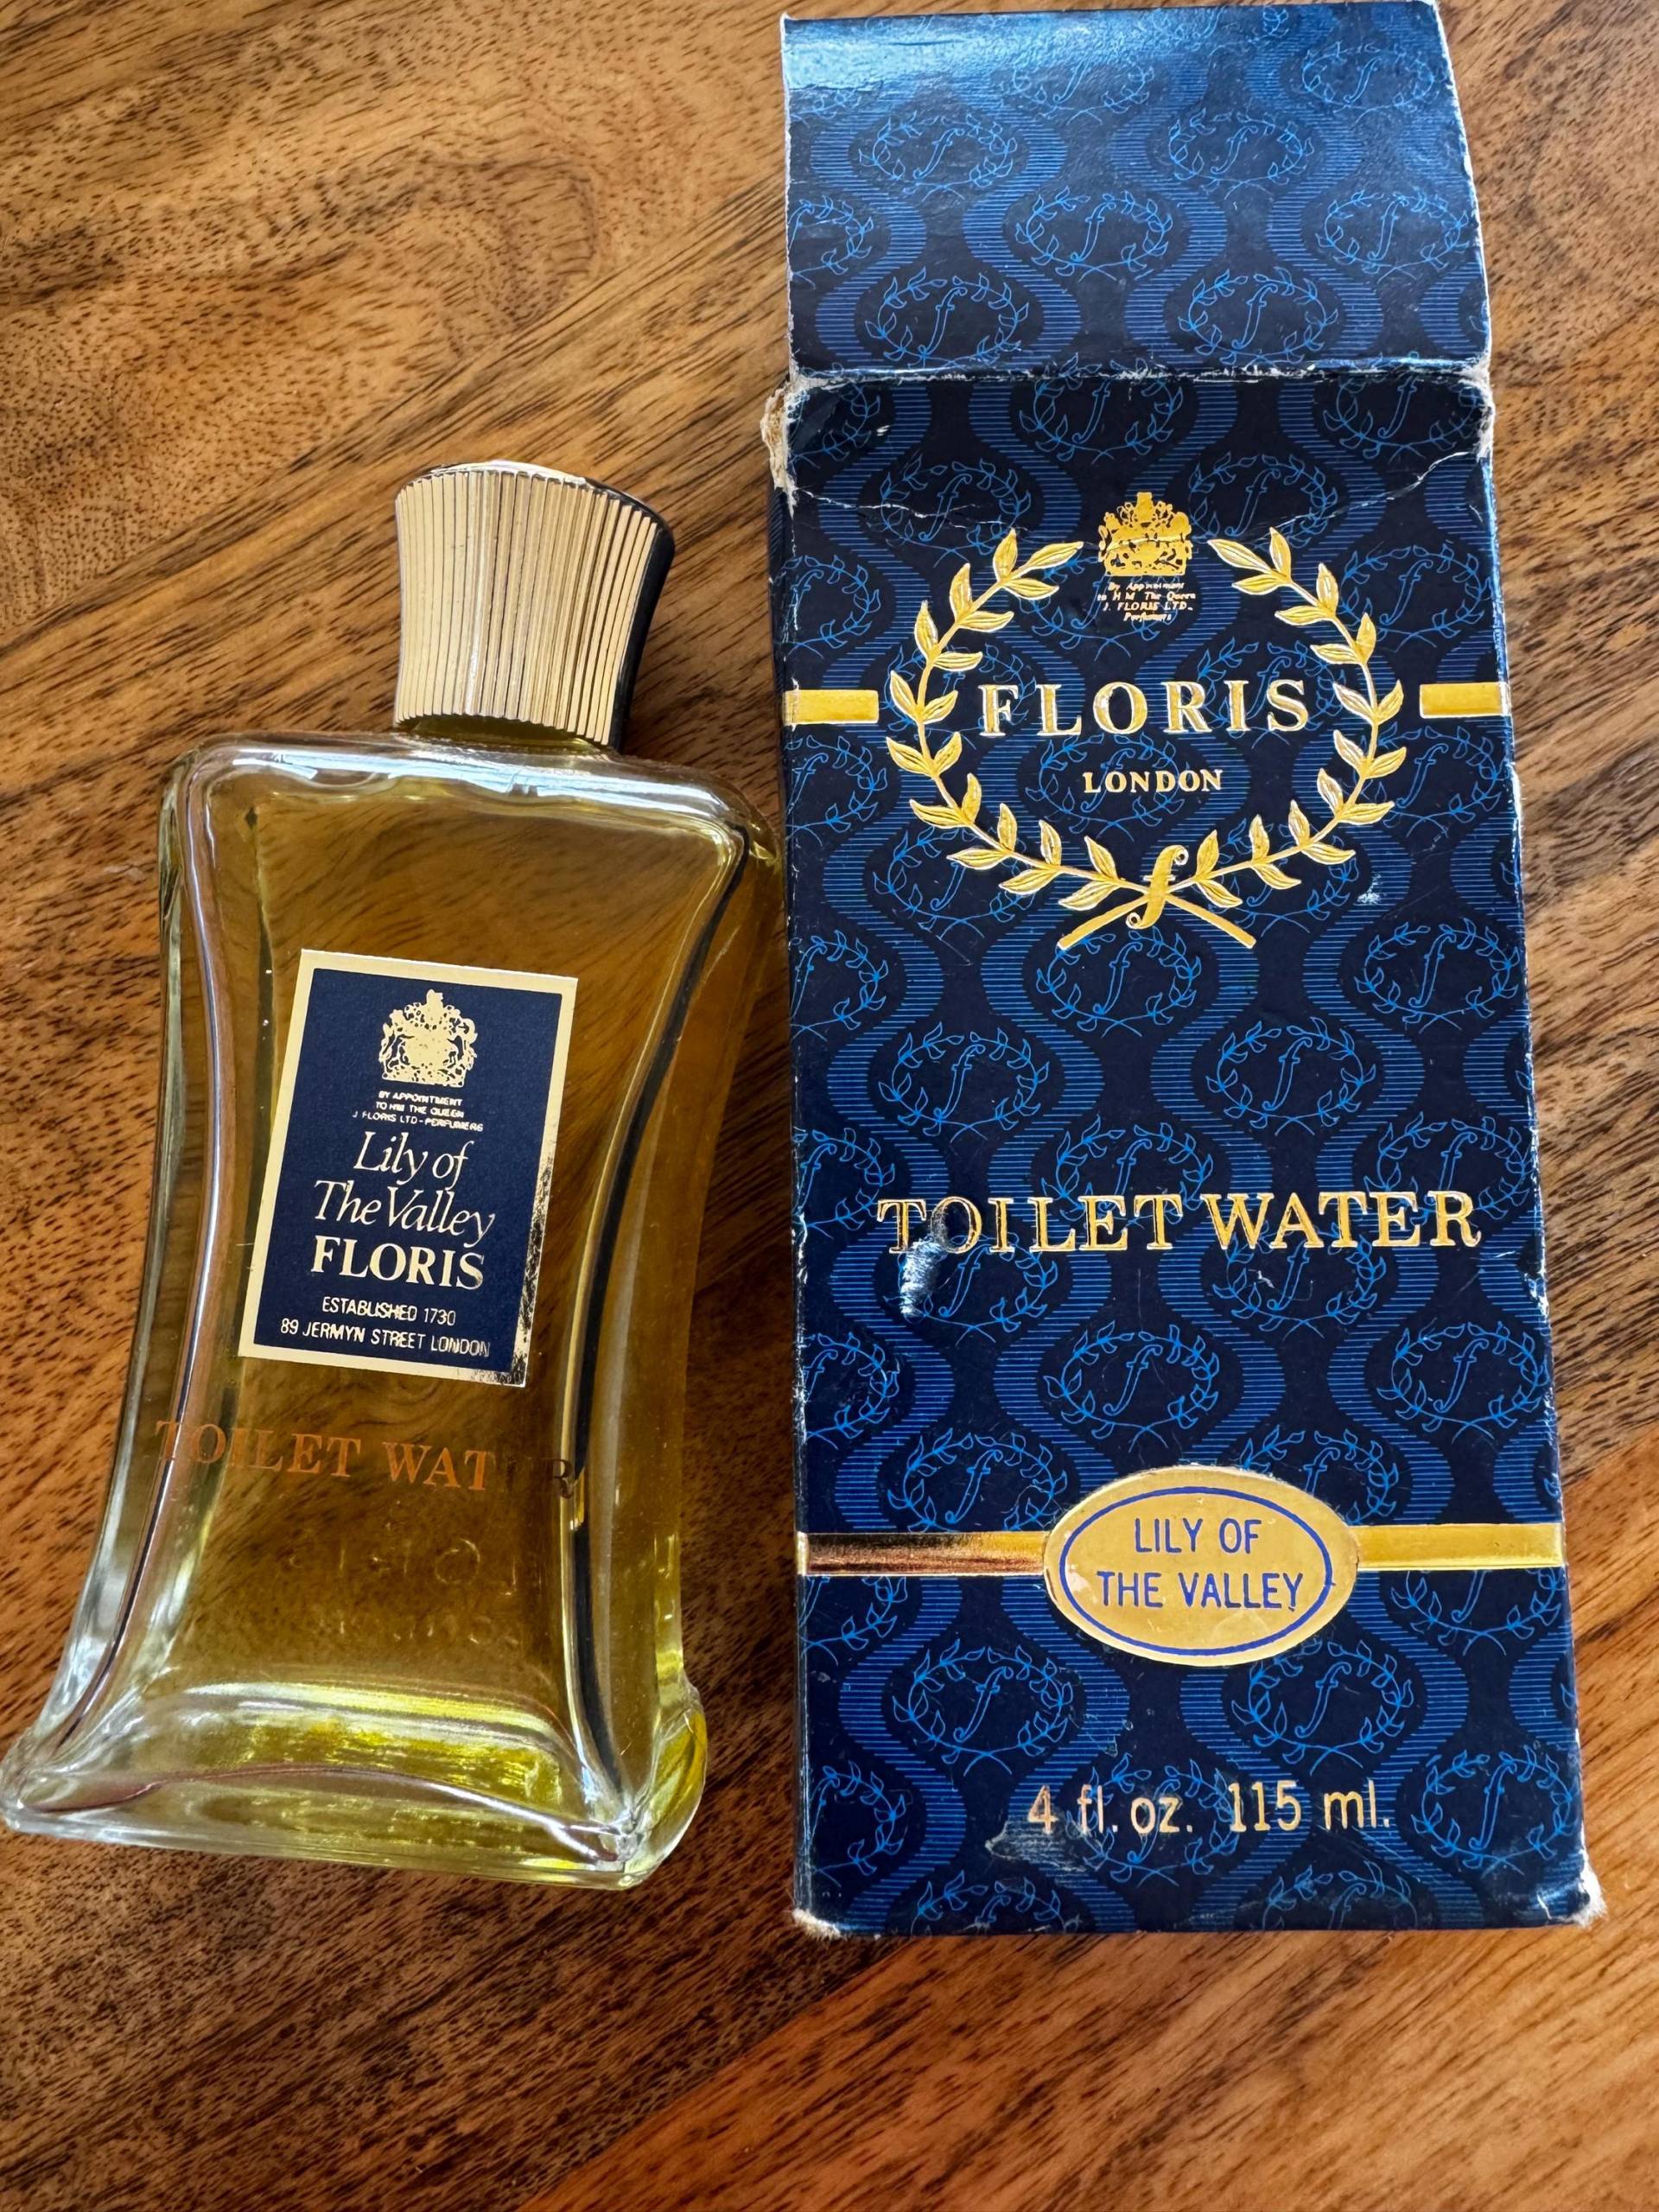 BY APPOINTMENT
TO HM THE QUEEN
J FLORIS LTD-PERFUMERS
Lily of
The Valley
FLORIS
ESTABLISHED 1730
89 JERMYN STREET LONDON
TOILET WAT R
By Appointment
to H M The Queen
J. FLORIS LTD.
Perfumers
FLORIS
LONDON
f
TOILET WATER
LILY OF
THE VALLEY
4 fl. oz. 115 ml.